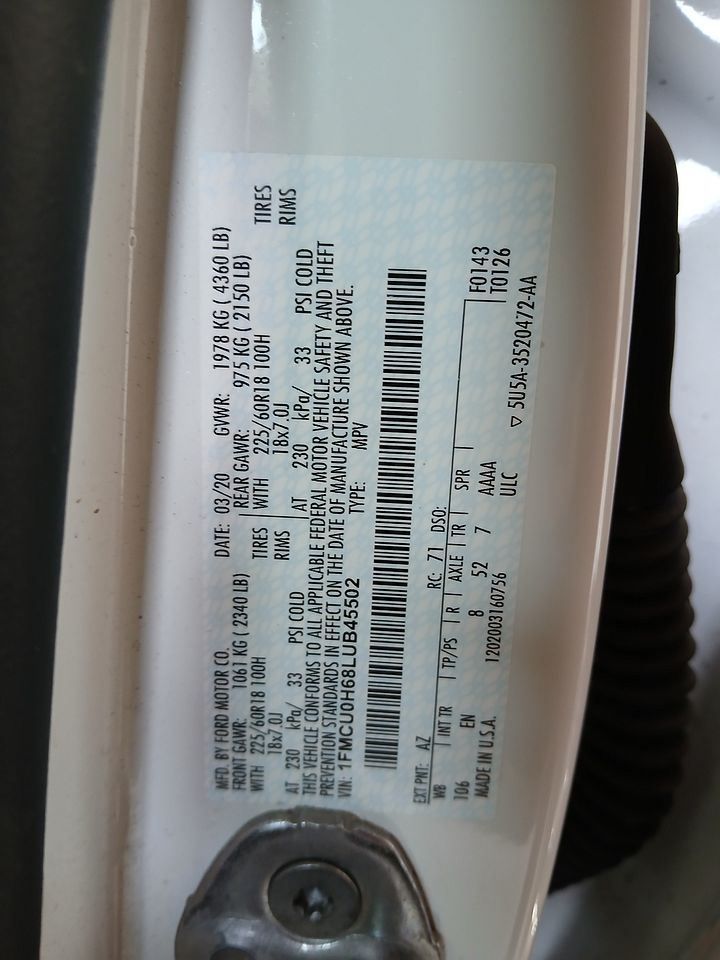 MFD. BY FORD MOTOR CO.
DATE: 03/20 GVWR: 1978 KG ( 4360 LB)
FRONT GAWR: 1061 KG ( 2340 LB) REAR GAWR: 975 KG ( 2150 LB)
WITH 225/60R18 100H TIRES WITH 225/60R18 100H TIRES
18x7.0J RIMS 18x7.0J RIMS
AT 230 kPa/ 33 PSI COLD AT 230 kPa/ 33 PSI COLD
THIS VEHICLE CONFORMS TO ALL APPLICABLE FEDERAL MOTOR VEHICLE SAFETY AND THEFT
PREVENTION STANDARDS IN EFFECT ON THE DATE OF MANUFACTURE SHOWN ABOVE.
VIN: 1FMCU0H68LUB45502 TYPE: MPV
EXT PNT: AZ RC: 71 DSO:
WB INT TR TP/PS R AXLE TR SPR F0143
106 EN 8 52 7 AAAA T0126
MADE IN U.S.A. 1202003160756 ULC ▽ 5U5A-3520472-AA